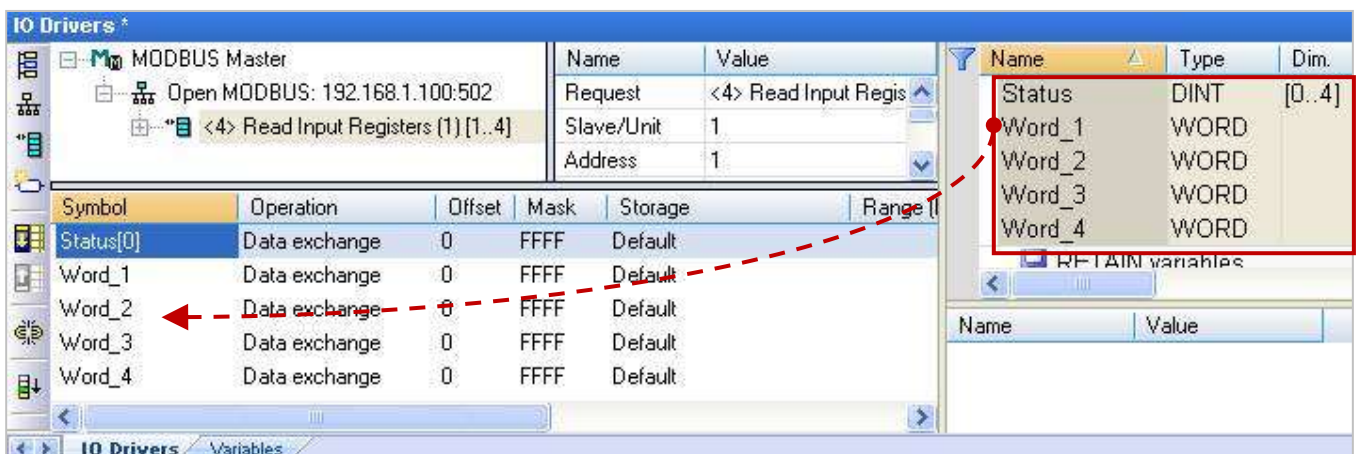 IO Drivers *
MODBUS Master
Open MODBUS: 192.168.1.100:502
<4> Read Input Registers (1) [1..4]
Name Value
Request <4> Read Input Regis
Slave/Unit 1
Address 1
Symbol Operation Offset Mask Storage Range (
Status[0] Data exchange 0 FFFF Default
Word_1 Data exchange 0 FFFF Default
Word_2 Data exchange 0 FFFF Default
Word_3 Data exchange 0 FFFF Default
Word_4 Data exchange 0 FFFF Default
Name Type Dim.
Status DINT [0..4]
Word_1 WORD
Word_2 WORD
Word_3 WORD
Word_4 WORD
RETAIN variables
Name Value
IO Drivers Variables